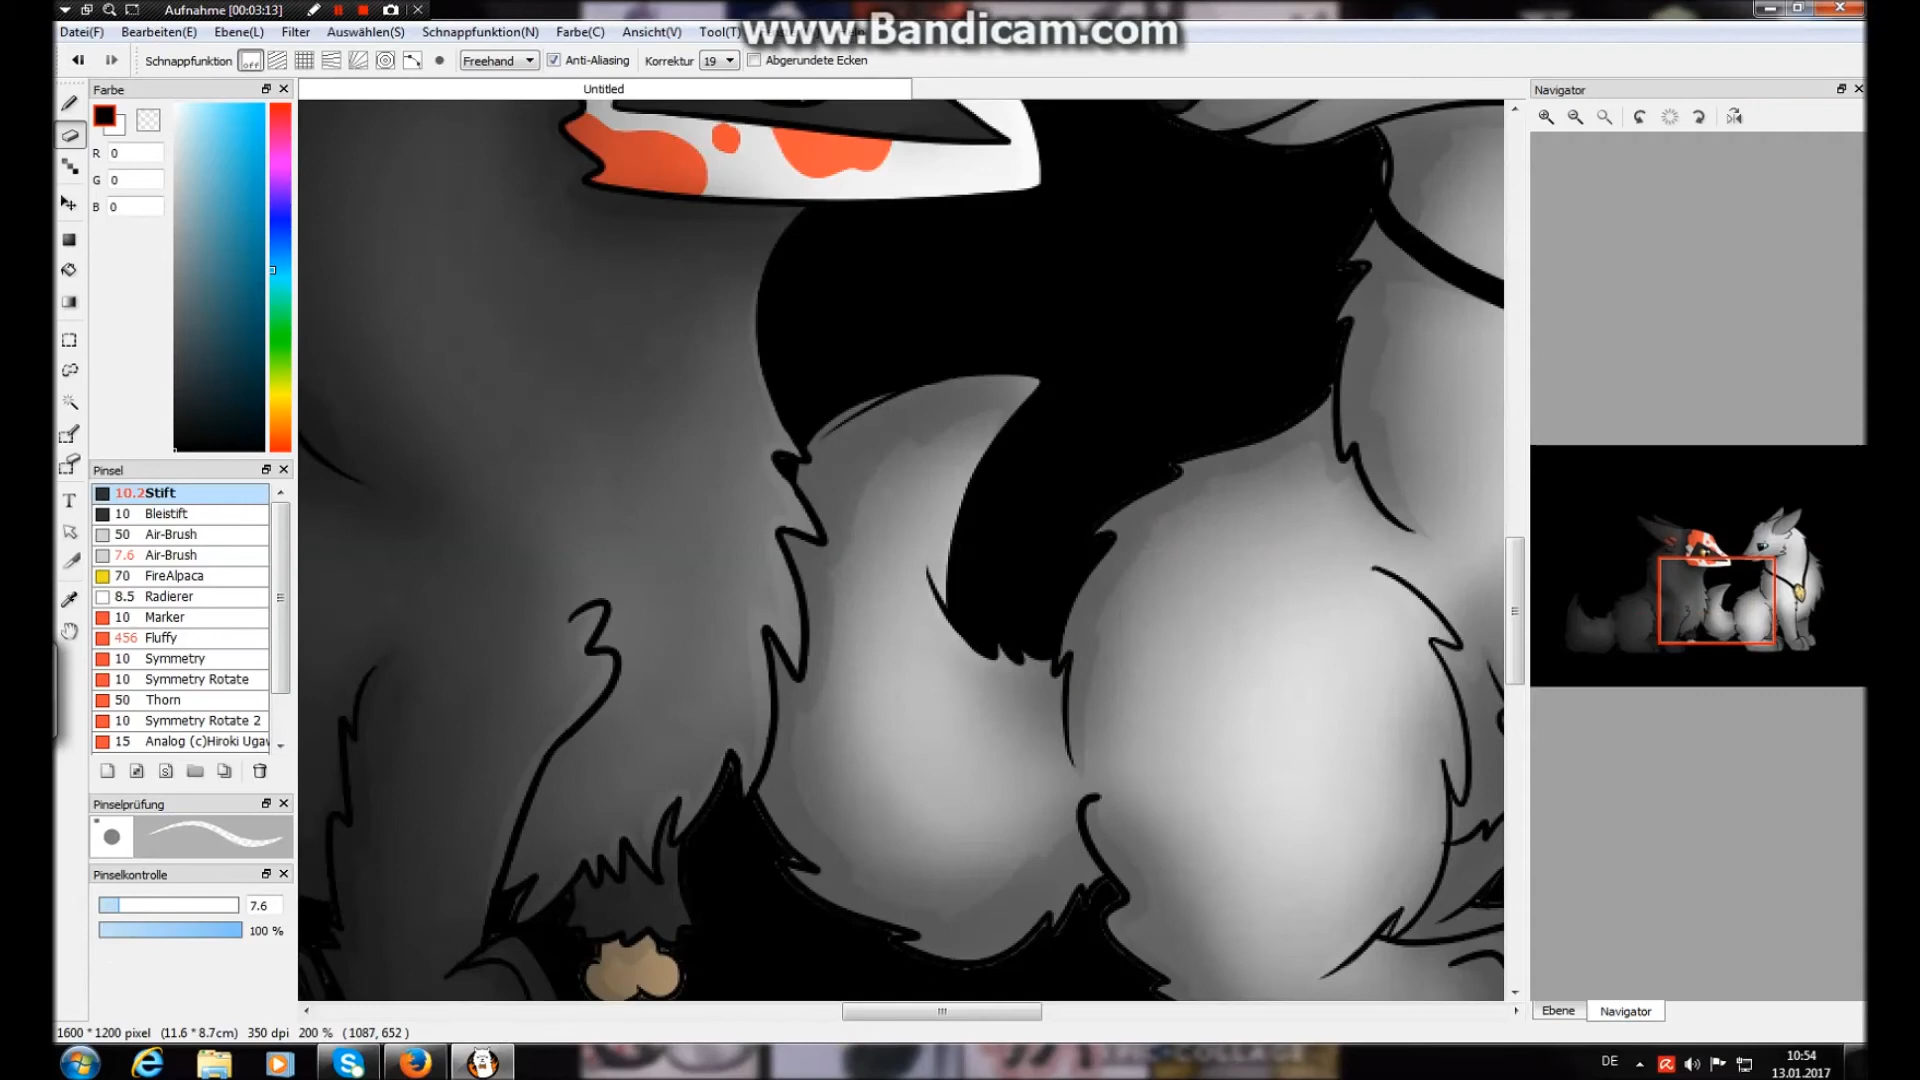 Aufnahme [00:03:13]
www.Bandicam.com
Datei(F) Bearbeiten(E) Ebene(L) Filter Auswählen(S) Schnappfunktion(N) Farbe(C) Ansicht(V) Tool(T)
Schnappfunktion off Freehand Anti-Aliasing Korrektur 19 Abgerundete Ecken
Farbe
Untitled
Navigator
R 0
G 0
B 0
Pinsel
10.2 Stift
10 Bleistift
50 Air-Brush
7.6 Air-Brush
70 FireAlpaca
8.5 Radierer
10 Marker
456 Fluffy
10 Symmetry
10 Symmetry Rotate
50 Thorn
10 Symmetry Rotate 2
15 Analog (c)Hiroki Ugaw
Pinselprüfung
Pinselkontrolle
7.6
100 %
Ebene Navigator
1600 * 1200 pixel (11.6 * 8.7cm) 350 dpi 200 % ( 1087, 652 )
DE
10:54
13.01.2017